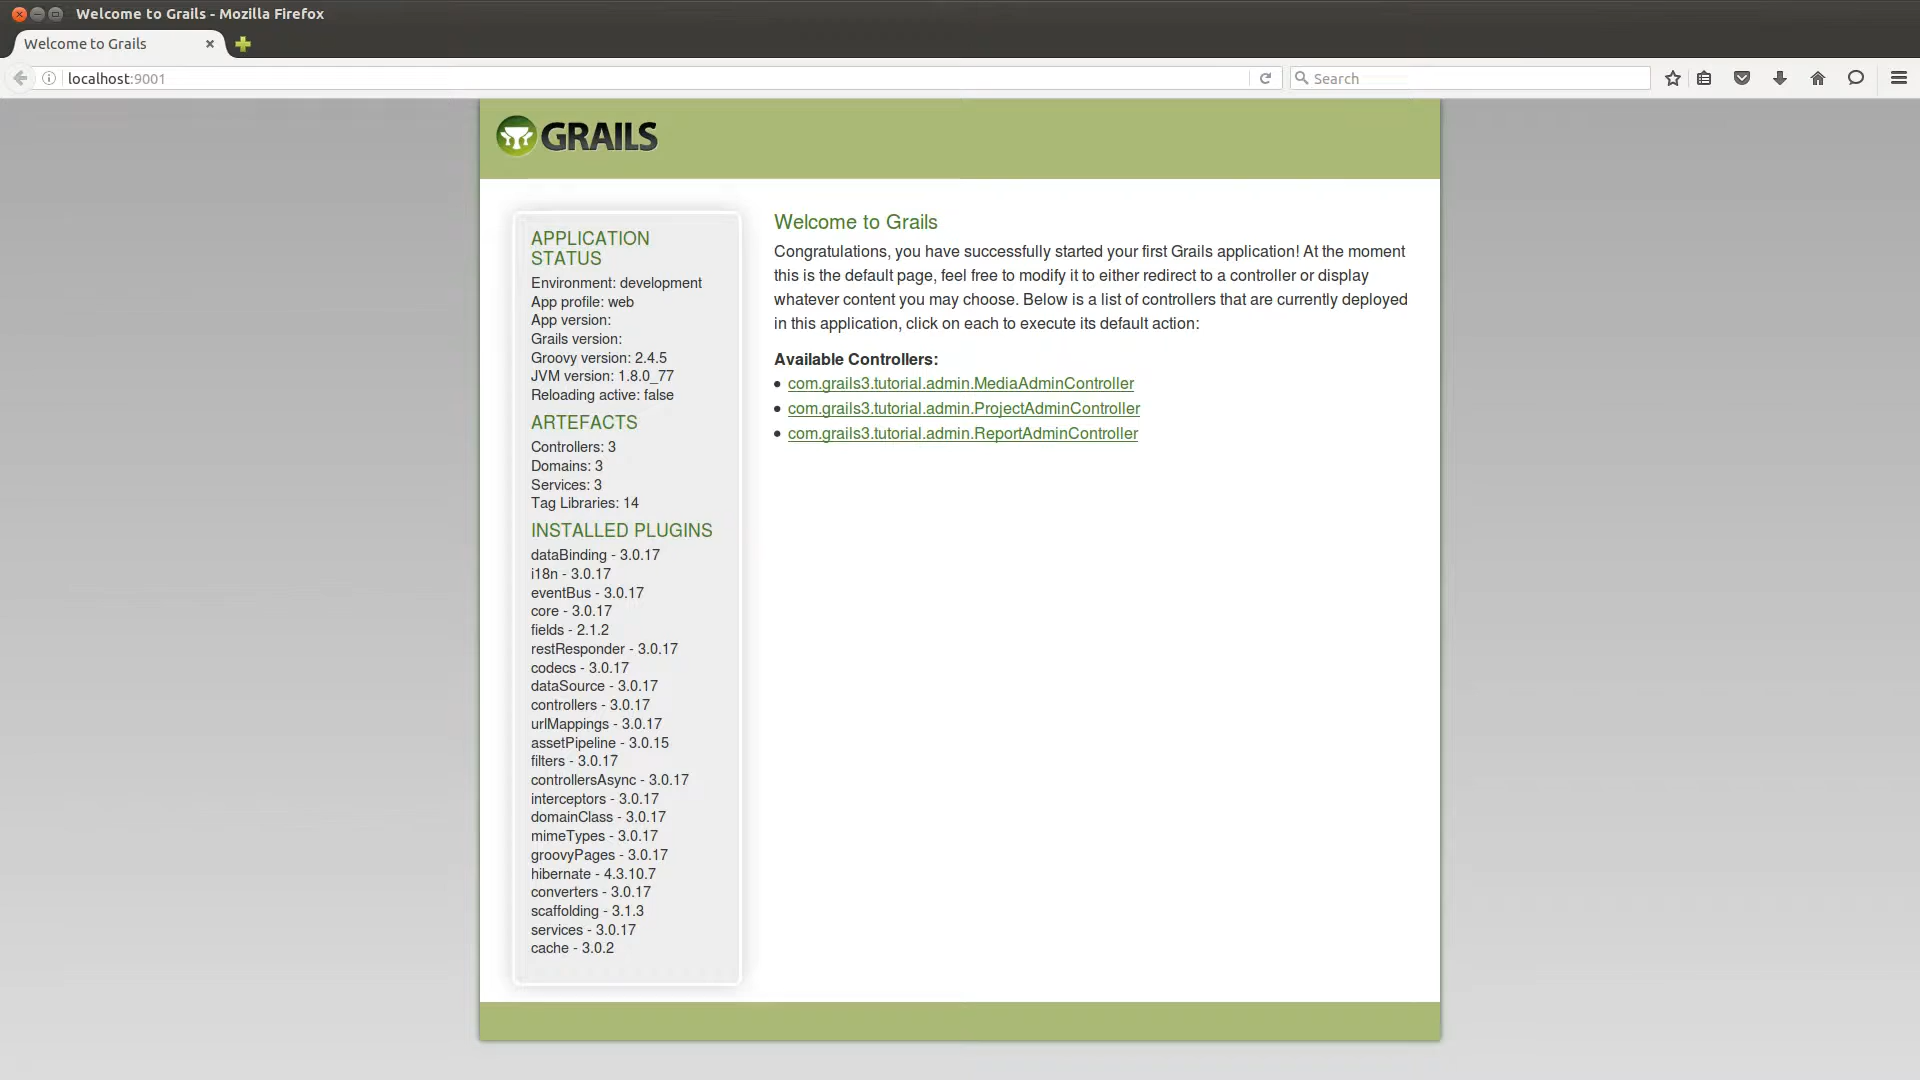 Welcome to Grails - Mozilla Firefox
Welcome to Grails
localhost:9001
Search
GRAILS
APPLICATION
STATUS
Environment: development
App profile: web
App version:
Grails version:
Groovy version: 2.4.5
JVM version: 1.8.0_77
Reloading active: false
ARTEFACTS
Controllers: 3
Domains: 3
Services: 3
Tag Libraries: 14
INSTALLED PLUGINS
dataBinding - 3.0.17
i18n - 3.0.17
eventBus - 3.0.17
core - 3.0.17
fields - 2.1.2
restResponder - 3.0.17
codecs - 3.0.17
dataSource - 3.0.17
controllers - 3.0.17
urlMappings - 3.0.17
assetPipeline - 3.0.15
filters - 3.0.17
controllersAsync - 3.0.17
interceptors - 3.0.17
domainClass - 3.0.17
mimeTypes - 3.0.17
groovyPages - 3.0.17
hibernate - 4.3.10.7
converters - 3.0.17
scaffolding - 3.1.3
services - 3.0.17
cache - 3.0.2
Welcome to Grails
Congratulations, you have successfully started your first Grails application! At the moment
this is the default page, feel free to modify it to either redirect to a controller or display
whatever content you may choose. Below is a list of controllers that are currently deployed
in this application, click on each to execute its default action:
Available Controllers:
com.grails3.tutorial.admin.MediaAdminController
com.grails3.tutorial.admin.ProjectAdminController
com.grails3.tutorial.admin.ReportAdminController